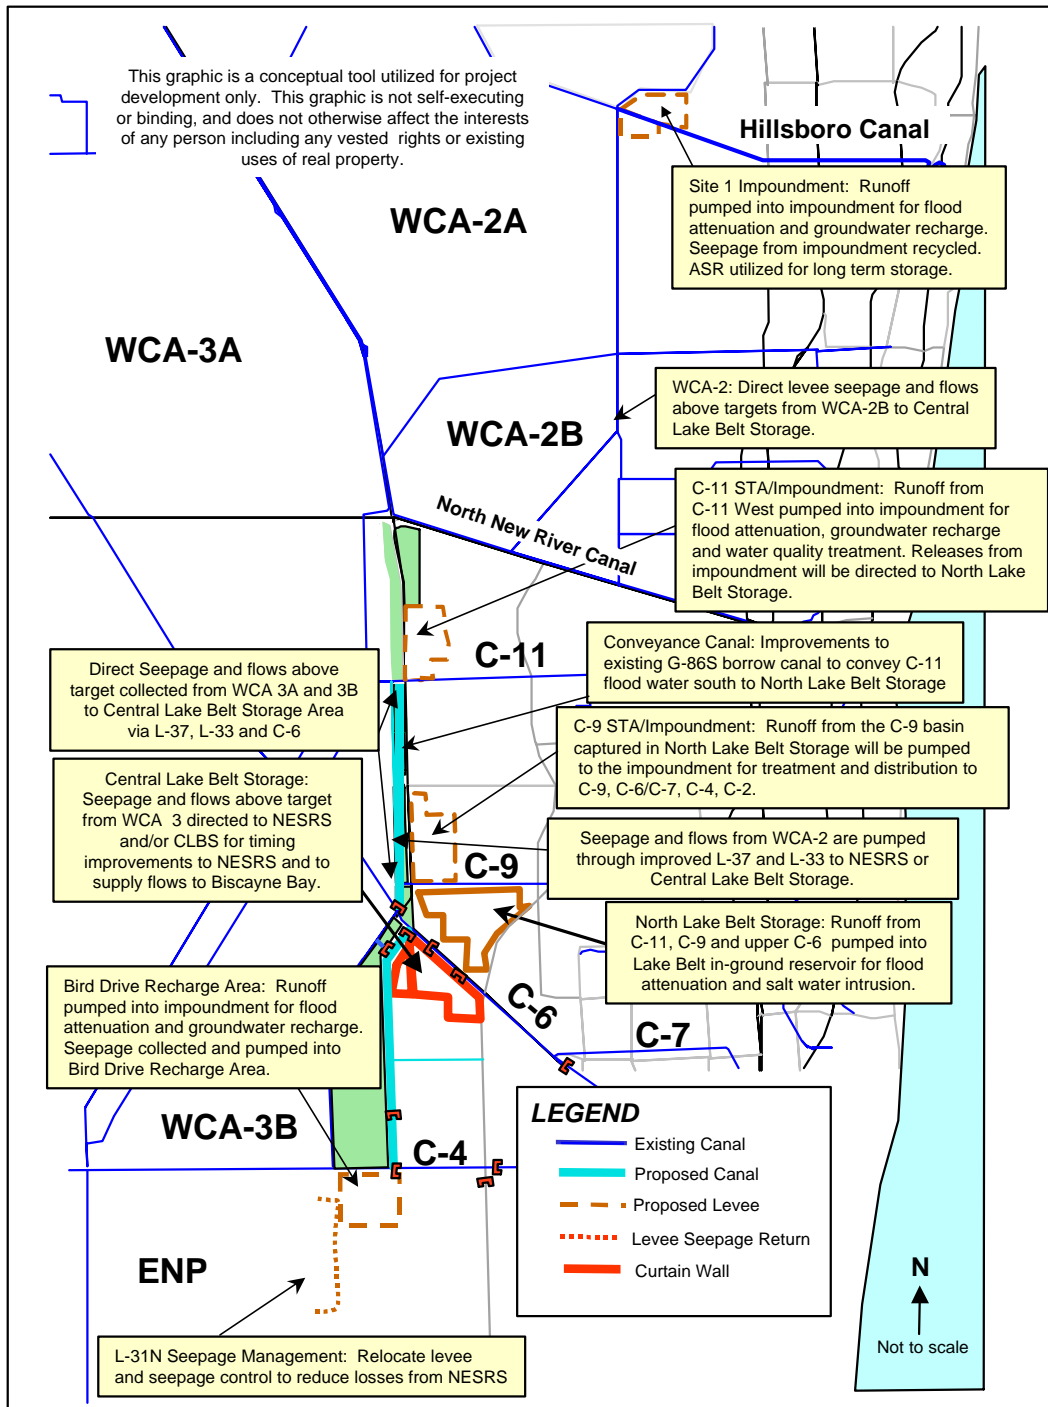 This graphic is a conceptual tool utilized for project
development only. This graphic is not self-executing
or binding, and does not otherwise affect the interests
of any person including any vested rights or existing
uses of real property.
Hillsboro Canal
Site 1 Impoundment: Runoff
pumped into impoundment for flood
attenuation and groundwater recharge.
Seepage from impoundment recycled.
ASR utilized for long term storage.
WCA-2A
WCA-3A
WCA-2: Direct levee seepage and flows
above targets from WCA-2B to Central
Lake Belt Storage.
WCA-2B
C-11 STA/Impoundment: Runoff from
C-11 West pumped into impoundment for
flood attenuation, groundwater recharge
and water quality treatment. Releases from
impoundment will be directed to North Lake
Belt Storage.
North New River Canal
C-11
Conveyance Canal: Improvements to
existing G-86S borrow canal to convey C-11
flood water south to North Lake Belt Storage
Direct Seepage and flows above
target collected from WCA 3A and 3B
to Central Lake Belt Storage Area
via L-37, L-33 and C-6
C-9 STA/Impoundment: Runoff from the C-9 basin
captured in North Lake Belt Storage will be pumped
to the impoundment for treatment and distribution to
C-9, C-6/C-7, C-4, C-2.
Central Lake Belt Storage:
Seepage and flows above target
from WCA 3 directed to NESRS
and/or CLBS for timing
improvements to NESRS and to
supply flows to Biscayne Bay.
Seepage and flows from WCA-2 are pumped
through improved L-37 and L-33 to NESRS or
Central Lake Belt Storage.
C-9
North Lake Belt Storage: Runoff from
C-11, C-9 and upper C-6 pumped into
Lake Belt in-ground reservoir for flood
attenuation and salt water intrusion.
Bird Drive Recharge Area: Runoff
pumped into impoundment for flood
attenuation and groundwater recharge.
Seepage collected and pumped into
Bird Drive Recharge Area.
C-6
C-7
WCA-3B
C-4
LEGEND
Existing Canal
Proposed Canal
Proposed Levee
Levee Seepage Return
Curtain Wall
ENP
N
Not to scale
L-31N Seepage Management: Relocate levee
and seepage control to reduce losses from NESRS